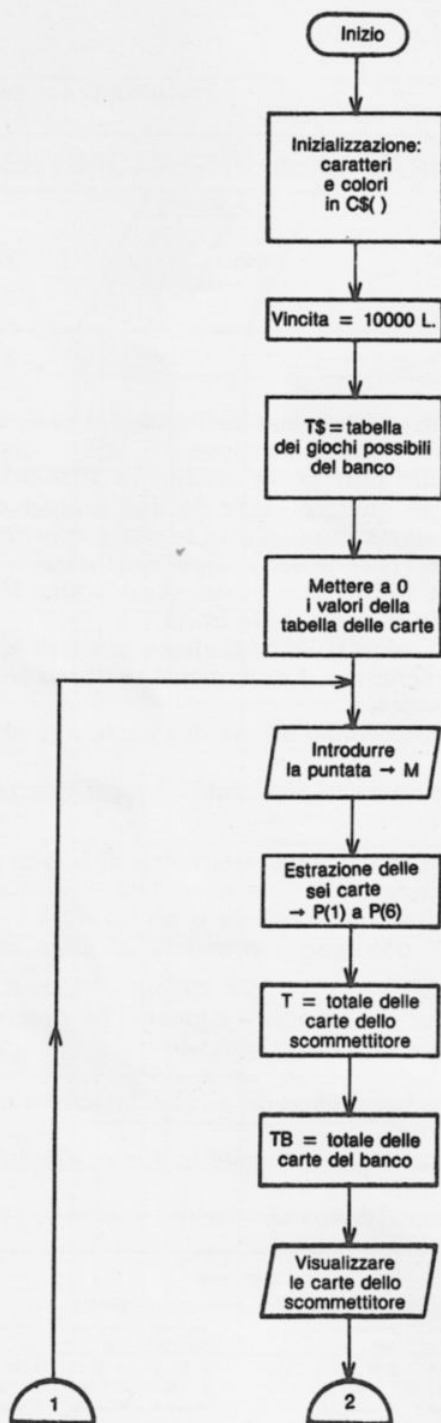 Inizio
Inizializzazione:
caratteri
e colori
in C$( )
Vincita = 10000 L.
T$ = tabella
dei giochi possibili
del banco
Mettere a 0
i valori della
tabella delle carte
Introdurre
la puntata → M
Estrazione delle
sei carte
→ P(1) a P(6)
T = totale delle
carte dello
scommettitore
TB = totale delle
carte del banco
Visualizzare
le carte dello
scommettitore
1
2